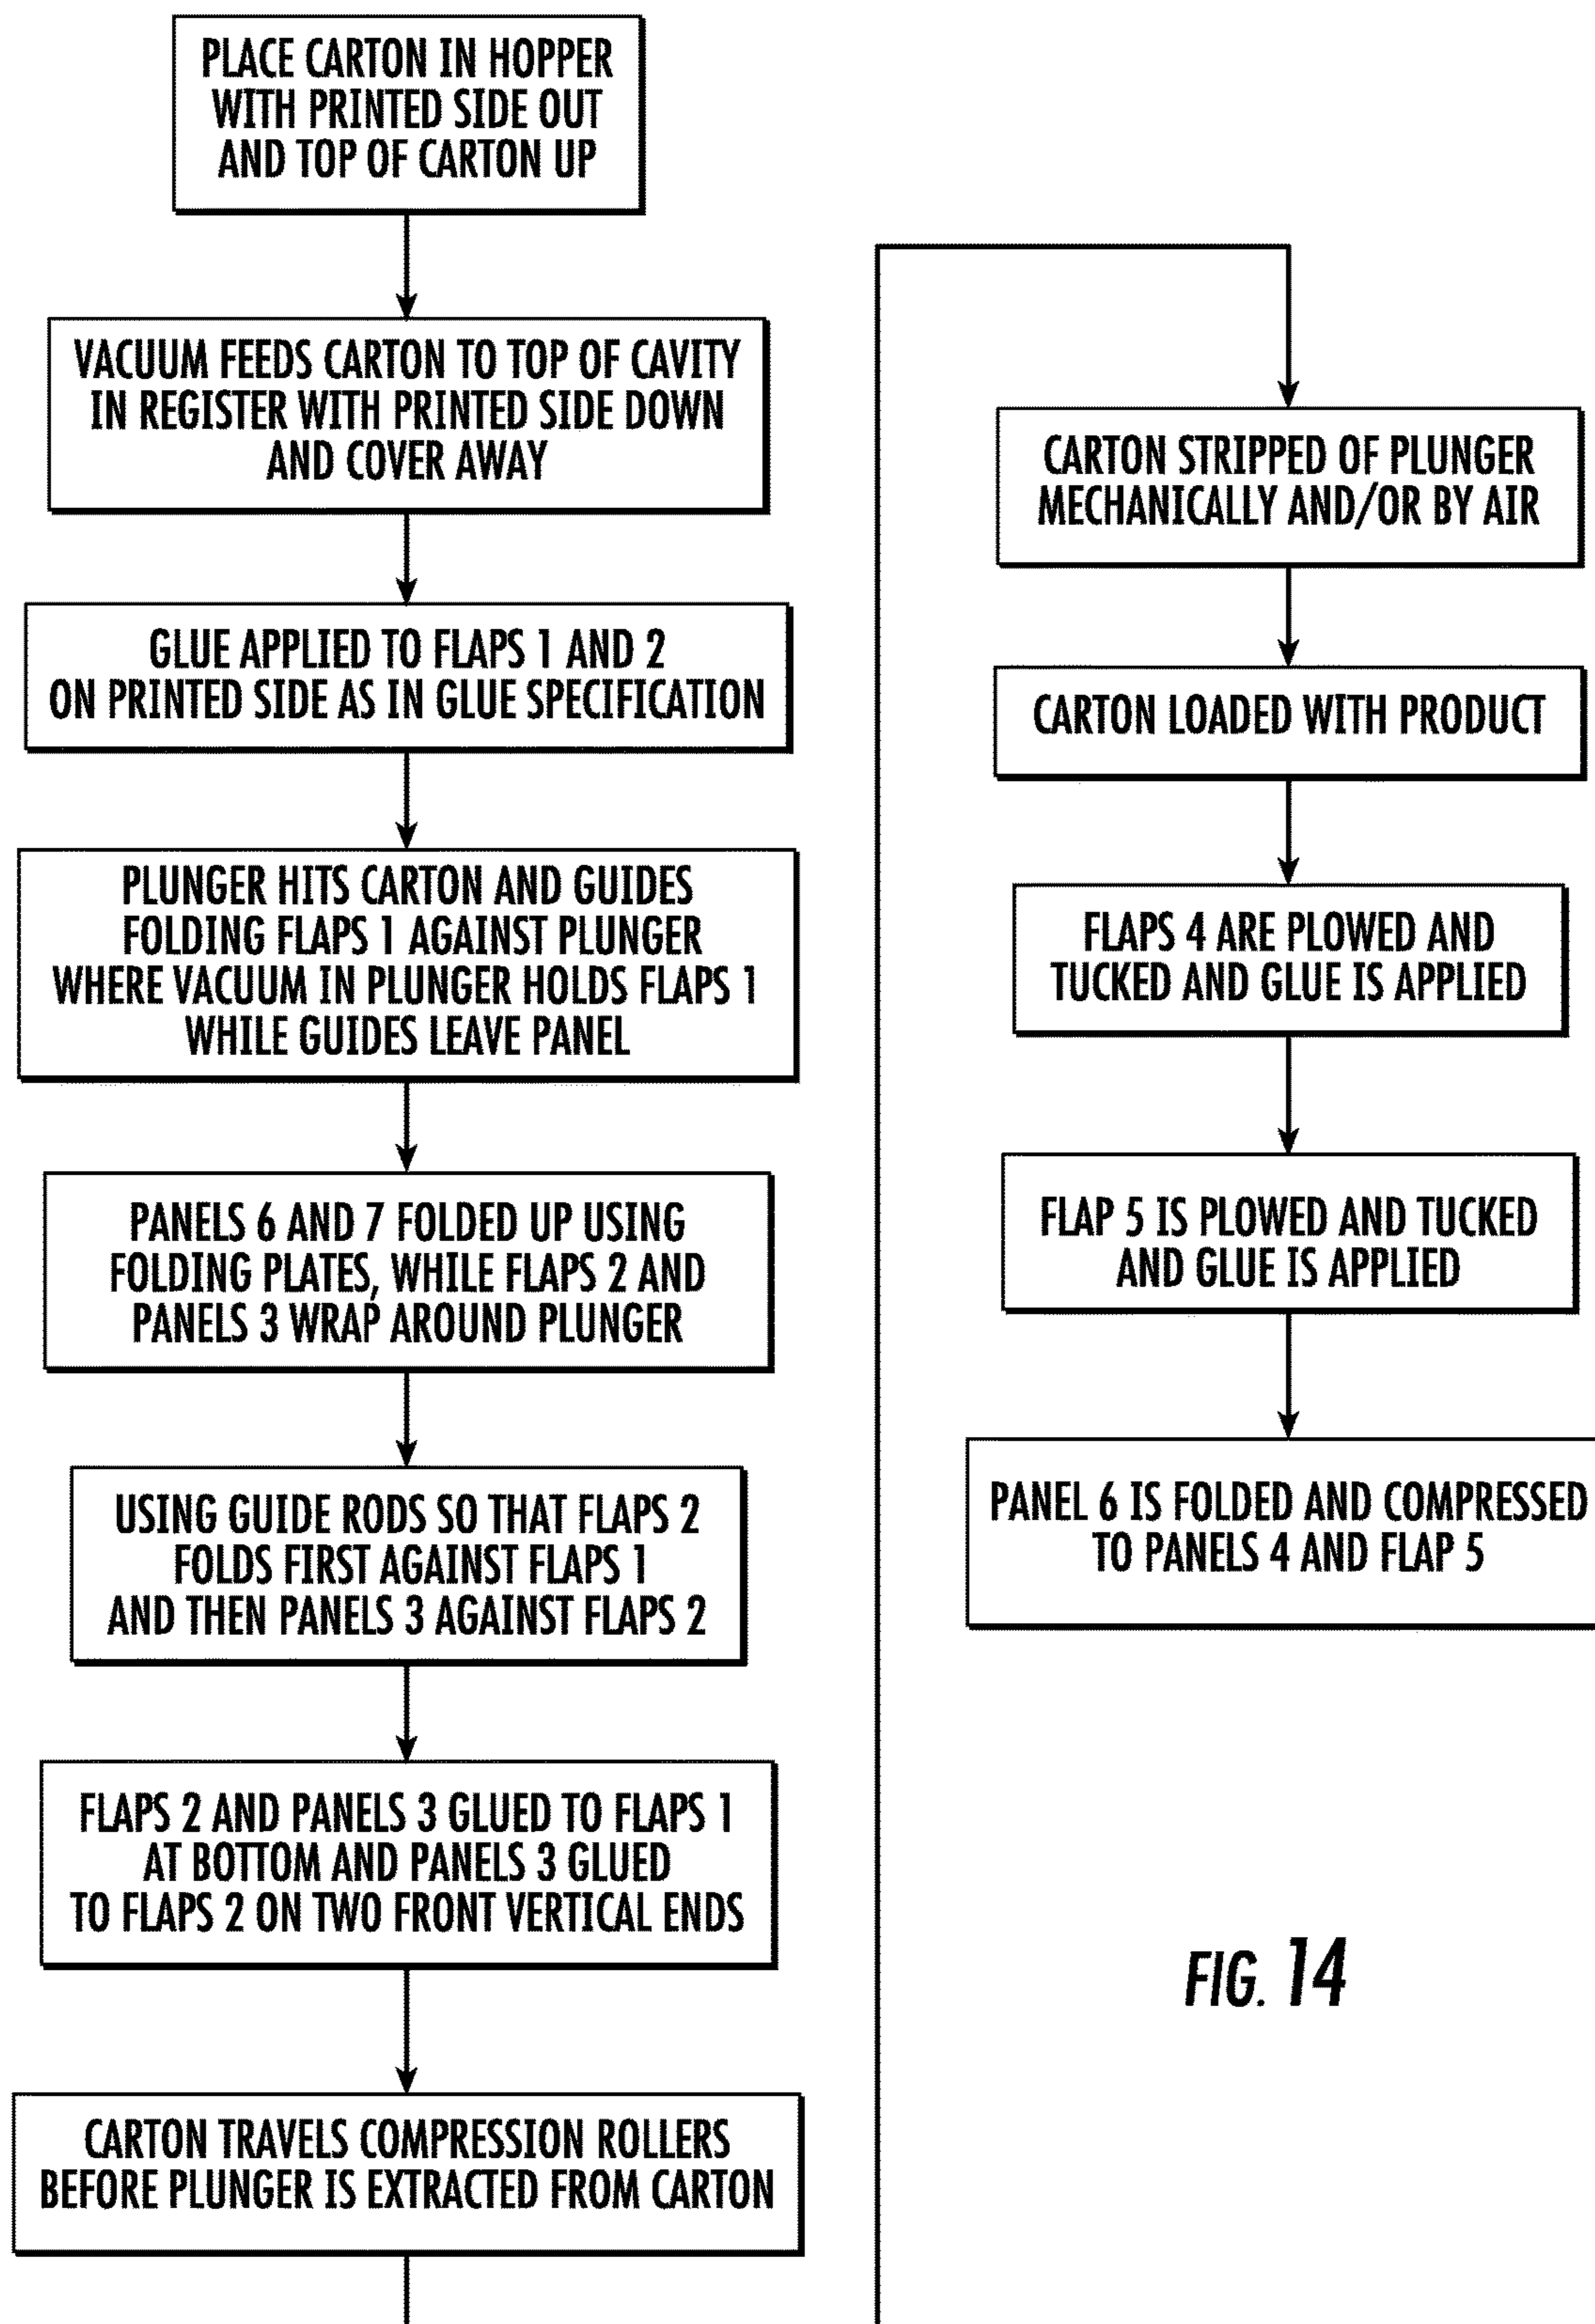 PLACE CARTON IN HOPPER
WITH PRINTED SIDE OUT
AND TOP OF CARTON UP
VACUUM FEEDS CARTON TO TOP OF CAVITY
IN REGISTER WITH PRINTED SIDE DOWN
AND COVER AWAY
GLUE APPLIED TO FLAPS 1 AND 2
ON PRINTED SIDE AS IN GLUE SPECIFICATION
PLUNGER HITS CARTON AND GUIDES
FOLDING FLAPS 1 AGAINST PLUNGER
WHERE VACUUM IN PLUNGER HOLDS FLAPS 1
WHILE GUIDES LEAVE PANEL
PANELS 6 AND 7 FOLDED UP USING
FOLDING PLATES, WHILE FLAPS 2 AND
PANELS 3 WRAP AROUND PLUNGER
USING GUIDE RODS SO THAT FLAPS 2
FOLDS FIRST AGAINST FLAPS 1
AND THEN PANELS 3 AGAINST FLAPS 2
FLAPS 2 AND PANELS 3 GLUED TO FLAPS 1
AT BOTTOM AND PANELS 3 GLUED
TO FLAPS 2 ON TWO FRONT VERTICAL ENDS
CARTON TRAVELS COMPRESSION ROLLERS
BEFORE PLUNGER IS EXTRACTED FROM CARTON
CARTON STRIPPED OF PLUNGER
MECHANICALLY AND/OR BY AIR
CARTON LOADED WITH PRODUCT
FLAPS 4 ARE PLOWED AND
TUCKED AND GLUE IS APPLIED
FLAP 5 IS PLOWED AND TUCKED
AND GLUE IS APPLIED
PANEL 6 IS FOLDED AND COMPRESSED
TO PANELS 4 AND FLAP 5
FIG. 14